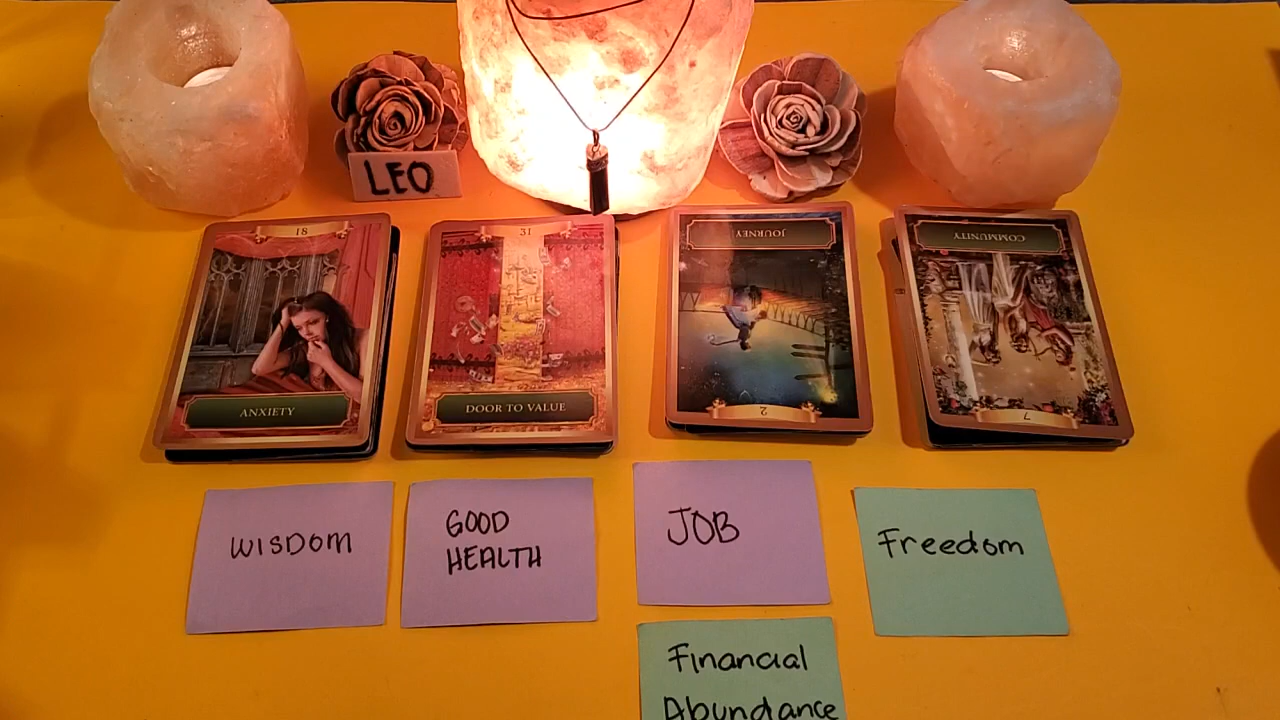 LEO
18
ANXIETY
31
DOOR TO VALUE
JOURNEY
2
COMMUNITY
7
WISDOM
GOOD
HEALTH
JOB
Freedom
Financial
Abundance